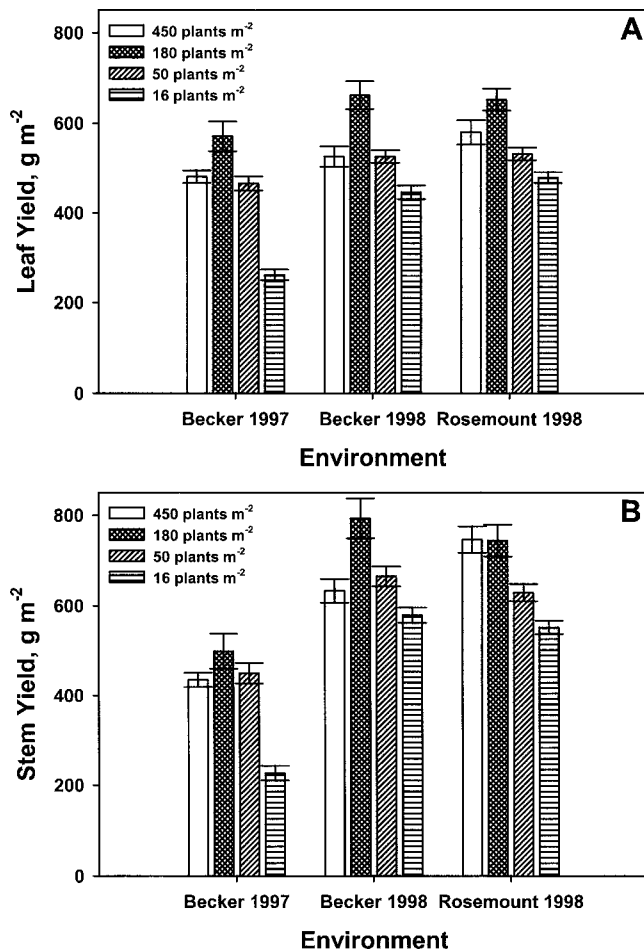 A
450 plants m⁻²
180 plants m⁻²
50 plants m⁻²
16 plants m⁻²
800
600
400
200
0
Leaf Yield, g m⁻²
Becker 1997 Becker 1998 Rosemount 1998
Environment
B
450 plants m⁻²
180 plants m⁻²
50 plants m⁻²
16 plants m⁻²
800
600
400
200
0
Stem Yield, g m⁻²
Becker 1997 Becker 1998 Rosemount 1998
Environment